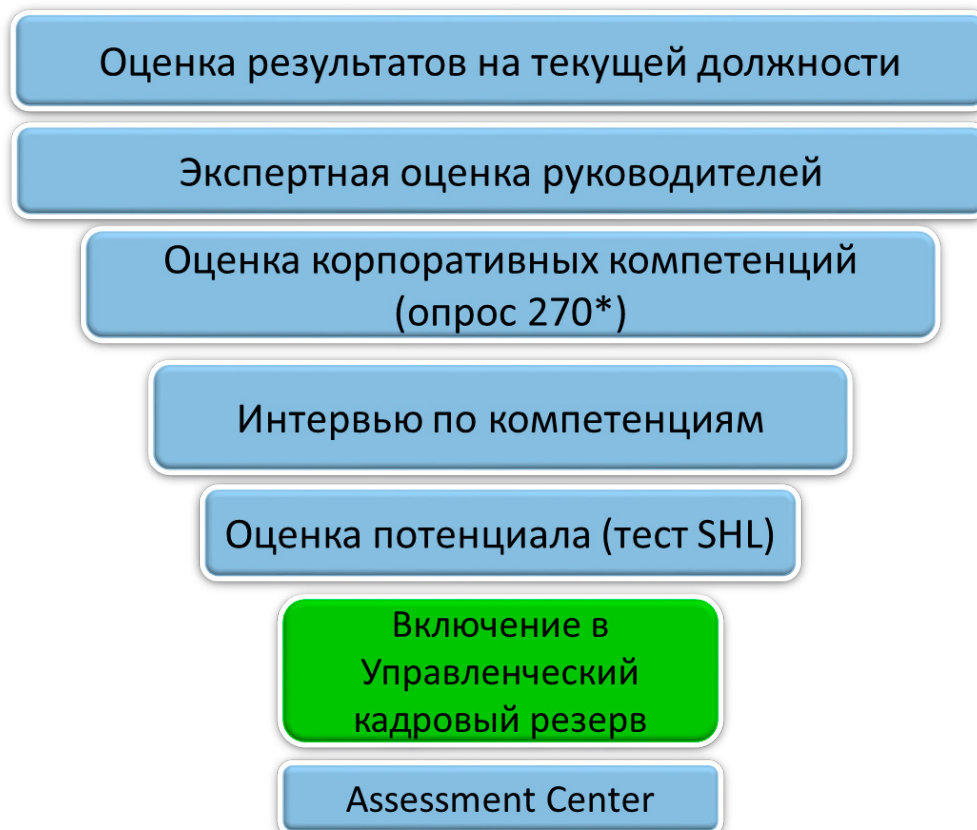 Оценка результатов на текущей должности
Экспертная оценка руководителей
Оценка корпоративных компетенций
(опрос 270*)
Интервью по компетенциям
Оценка потенциала (тест SHL)
Включение в
Управленческий
кадровый резерв
Assessment Center